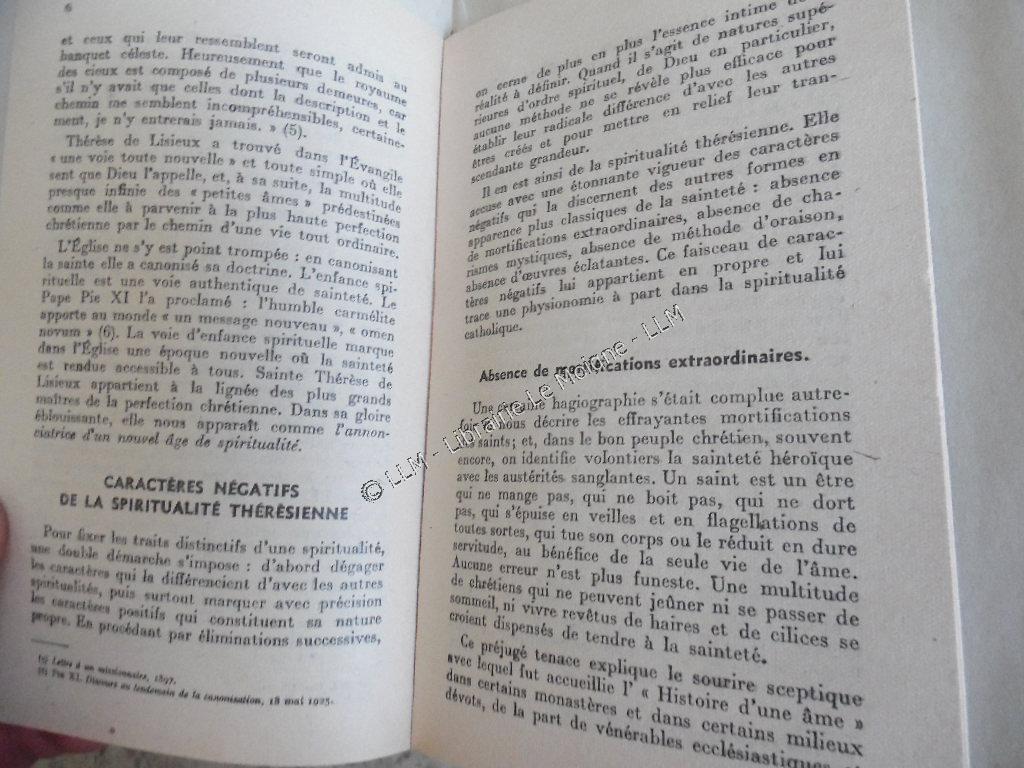 6
et ceux qui leur ressemblent seront admis au
banquet céleste. Heureusement que le royaume
des cieux est composé de plusieurs demeures, car
s'il n'y avait que celles dont la description et le
chemin me semblent incompréhensibles, certaine-
ment, je n'y entrerais jamais. » (5).
Thérèse de Lisieux a trouvé dans l'Évangile
« une voie toute nouvelle » et toute simple où elle
sent que Dieu l'appelle, et, à sa suite, la multitude
presque infinie des « petites âmes » prédestinées
comme elle à parvenir à la plus haute perfection
chrétienne par le chemin d'une vie tout ordinaire.
L'Église ne s'y est point trompée : en canonisant
la sainte elle a canonisé sa doctrine. L'enfance spi-
rituelle est une voie authentique de sainteté. Le
Pape Pie XI l'a proclamé : l'humble carmélite
apporte au monde « un message nouveau », « omen
novum » (6). La voie d'enfance spirituelle marque
dans l'Église une époque nouvelle où la sainteté
est rendue accessible à tous. Sainte Thérèse de
Lisieux appartient à la lignée des plus grands
maîtres de la perfection chrétienne. Dans sa gloire
éblouissante, elle nous apparaît comme l'annon-
ciatrice d'un nouvel âge de spiritualité.
CARACTÈRES NÉGATIFS
DE LA SPIRITUALITÉ THÉRÉSIENNE
Pour fixer les traits distinctifs d'une spiritualité,
une double démarche s'impose : d'abord dégager
les caractères qui la différencient d'avec les autres
spiritualités, puis surtout marquer avec précision
les caractères positifs qui constituent sa nature
propre. En procédant par éliminations successives,
(5) Lettre à un missionnaire, 1897.
(6) Pie XI. Discours au lendemain de la canonisation, 18 mai 1925.
on cerne de plus en plus l'essence intime de
réalité à définir. Quand il s'agit de natures supé-
rieures d'ordre spirituel, de Dieu en particulier,
aucune méthode ne se révèle plus efficace pour
établir leur radicale différence d'avec les autres
êtres créés et pour mettre en relief leur tran-
scendante grandeur.
Il en est ainsi de la spiritualité thérésienne. Elle
accuse avec une étonnante vigueur des caractères
négatifs qui la discernent des autres formes en
apparence plus classiques de la sainteté : absence
de mortifications extraordinaires, absence de cha-
rismes mystiques, absence de méthode d'oraison,
absence d'œuvres éclatantes. Ce faisceau de carac-
tères négatifs lui appartient en propre et lui
trace une physionomie à part dans la spiritualité
catholique.
Absence de mortifications extraordinaires.
Une certaine hagiographie s'était complue autre-
fois à nous décrire les effrayantes mortifications
des saints; et, dans le bon peuple chrétien, souvent
encore, on identifie volontiers la sainteté héroïque
avec les austérités sanglantes. Un saint est un être
qui ne mange pas, qui ne boit pas, qui ne dort
pas, qui s'épuise en veilles et en flagellations de
toutes sortes, qui tue son corps ou le réduit en dure
servitude, au bénéfice de la seule vie de l'âme.
Aucune erreur n'est plus funeste. Une multitude
de chrétiens qui ne peuvent jeûner ni se passer de
sommeil, ni vivre revêtus de haires et de cilices se
croient dispensés de tendre à la sainteté.
Ce préjugé tenace explique le sourire sceptique
avec lequel fut accueillie l' « Histoire d'une âme »
dans certains monastères et dans certains milieux
dévots, de la part de vénérables ecclésiastiques
© LLM - Librairie Le Moigne - LLM